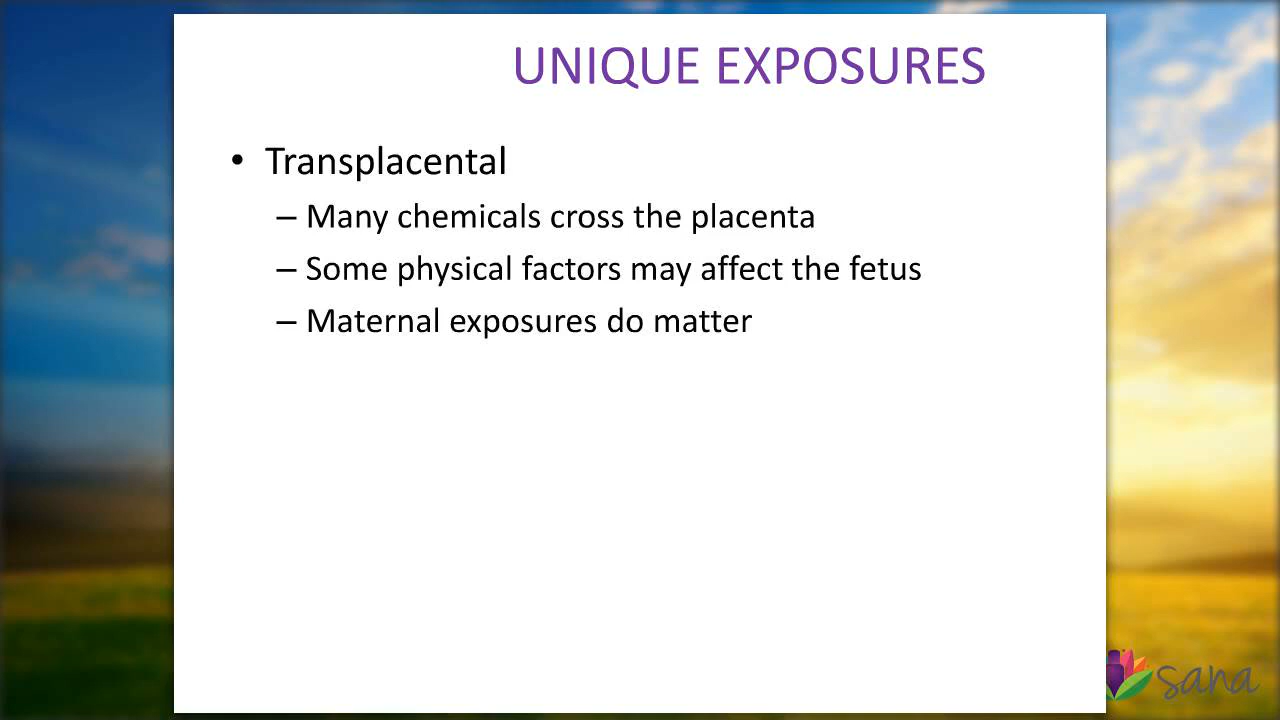 UNIQUE EXPOSURES
• Transplacental
– Many chemicals cross the placenta
– Some physical factors may affect the fetus
– Maternal exposures do matter
sana